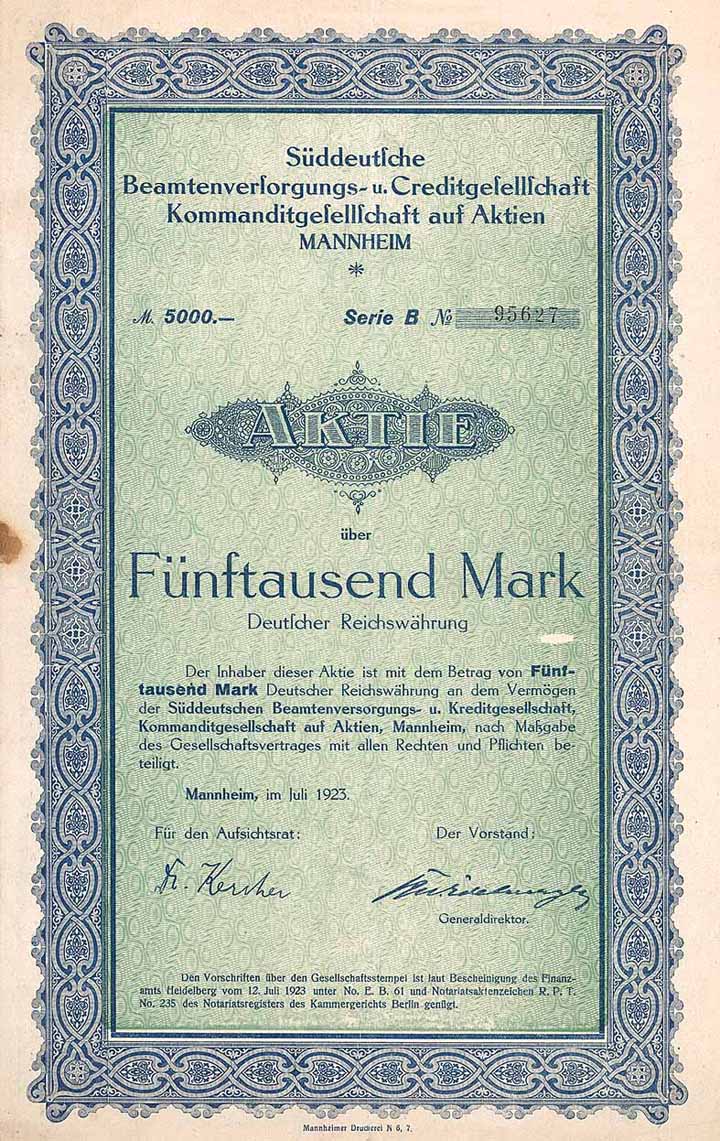 Süddeutſche
Beamtenverſorgungs- u. Creditgeſellſchaft
Kommanditgeſellſchaft auf Aktien
MANNHEIM
*
M. 5000.— Serie B № 95627
AKTIE
über
Fünftausend Mark
Deutſcher Reichswährung
Der Inhaber dieser Aktie ist mit dem Betrag von Fünf-
tausend Mark Deutscher Reichswährung an dem Vermögen
der Süddeutschen Beamtenversorgungs- u. Kreditgesellschaft,
Kommanditgesellschaft auf Aktien, Mannheim, nach Maßgabe
des Gesellschaftsvertrages mit allen Rechten und Pflichten be-
teiligt.
Mannheim, im Juli 1923.
Für den Aufsichtsrat: Der Vorstand:
Kercher
Generaldirektor.
Den Vorschriften über den Gesellschaftsstempel ist laut Bescheinigung des Finanz-
amts Heidelberg vom 12. Juli 1923 unter No. E. B. 61 und Notariatsaktenzeichen R. P. T.
No. 235 des Notariatsregisters des Kammergerichts Berlin genügt.
Mannheimer Druckerei N 6, 7.